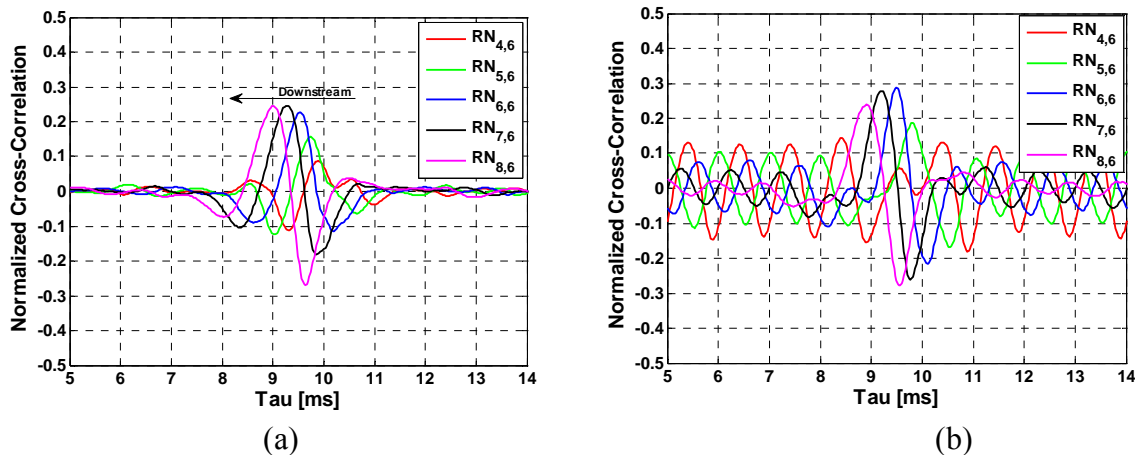 0.5
0.4
0.3
0.2
0.1
0
-0.1
-0.2
-0.3
-0.4
-0.5
Normalized Cross-Correlation
5 6 7 8 9 10 11 12 13 14
Tau [ms]
Downstream
RN4,6
RN5,6
RN6,6
RN7,6
RN8,6
(a)
0.5
0.4
0.3
0.2
0.1
0
-0.1
-0.2
-0.3
-0.4
-0.5
Normalized Cross-Correlation
5 6 7 8 9 10 11 12 13 14
Tau [ms]
RN4,6
RN5,6
RN6,6
RN7,6
RN8,6
(b)